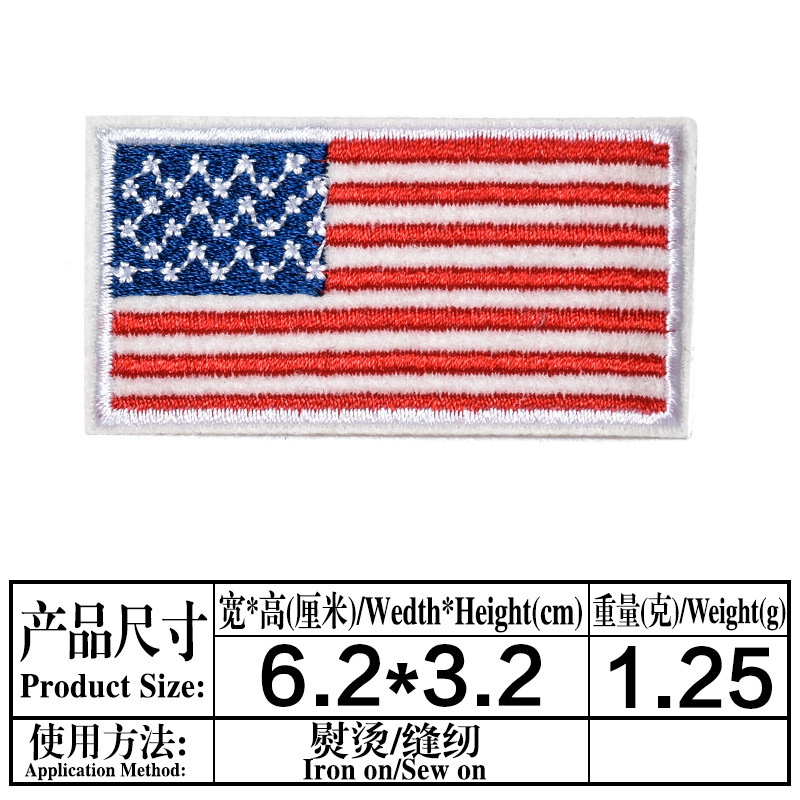 产品尺寸
Product Size:
宽*高(厘米)/Wedth*Height(cm)
6.2*3.2
重量(克)/Weight(g)
1.25
使用方法:
Application Method:
熨烫/缝纫
Iron on/Sew on